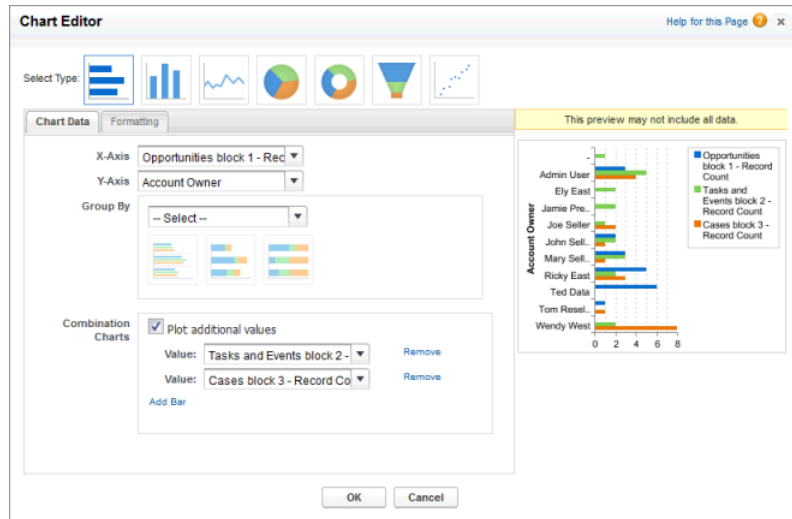 Chart Editor
Help for this Page ? ×
Select Type:
Chart Data
Formatting
X-Axis Opportunities block 1 - Rec
Y-Axis Account Owner
Group By
-- Select --
Combination Charts
Plot additional values
Value: Tasks and Events block 2 -
Remove
Value: Cases block 3 - Record Co
Remove
Add Bar
OK
Cancel
This preview may not include all data.
Account Owner
-
Admin User
Ely East
Jamie Pre..
Joe Seller
John Sell..
Mary Sell..
Ricky East
Ted Data
Tom Resel..
Wendy West
0 2 4 6 8
Opportunities
block 1 - Record
Count
Tasks and
Events block 2 -
Record Count
Cases block 3 -
Record Count